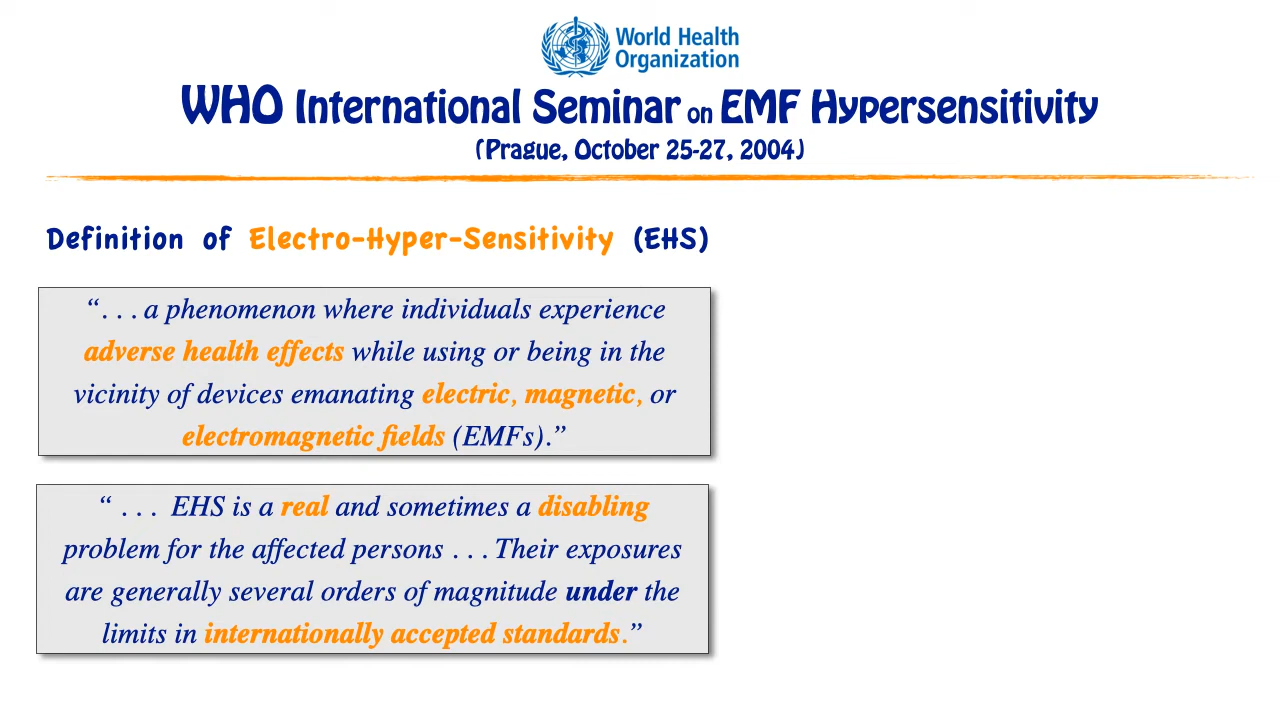 World Health
Organization
WHO International Seminar on EMF Hypersensitivity
(Prague, October 25-27, 2004)
Definition of Electro-Hyper-Sensitivity (EHS)
“. . . a phenomenon where individuals experience
adverse health effects while using or being in the
vicinity of devices emanating electric, magnetic, or
electromagnetic fields (EMFs).”
“ . . . EHS is a real and sometimes a disabling
problem for the affected persons . . . Their exposures
are generally several orders of magnitude under the
limits in internationally accepted standards.”